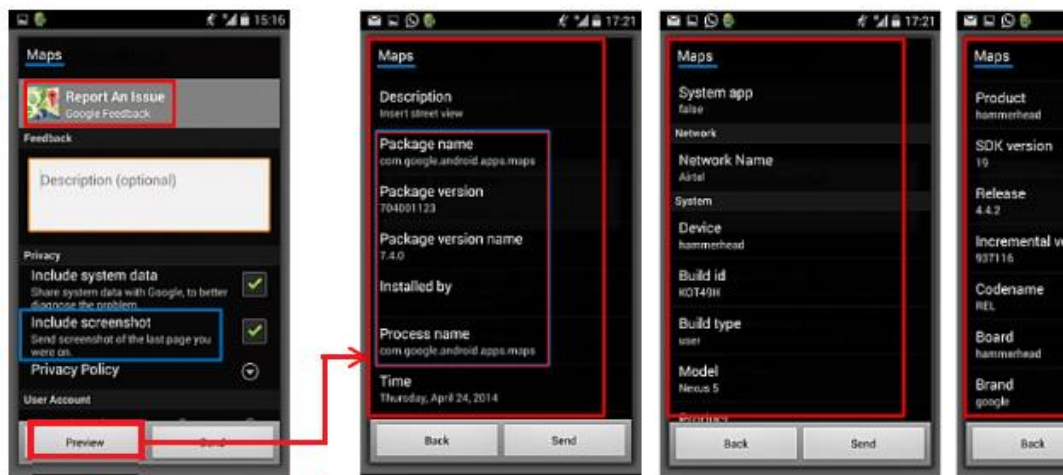 15:16
Maps
Report An Issue
Google Feedback
Feedback
Description (optional)
Privacy
Include system data
Share system data with Google, to better
diagnose the problem.
Include screenshot
Send screenshot of the last page you
were on.
Privacy Policy
User Account
Preview
17:21
Maps
Description
Insert street view
Package name
com.google.android.apps.maps
Package version
704001123
Package version name
7.4.0
Installed by
Process name
com.google.android.apps.maps
Time
Thursday, April 24, 2014
Back
Send
17:21
Maps
System app
false
Network
Network Name
Airtel
System
Device
hammerhead
Build id
KOT49H
Build type
user
Model
Nexus 5
Product
Back
Send
Maps
Product
hammerhead
SDK version
19
Release
4.4.2
Incremental v
937116
Codename
REL
Board
hammerhead
Brand
google
Back